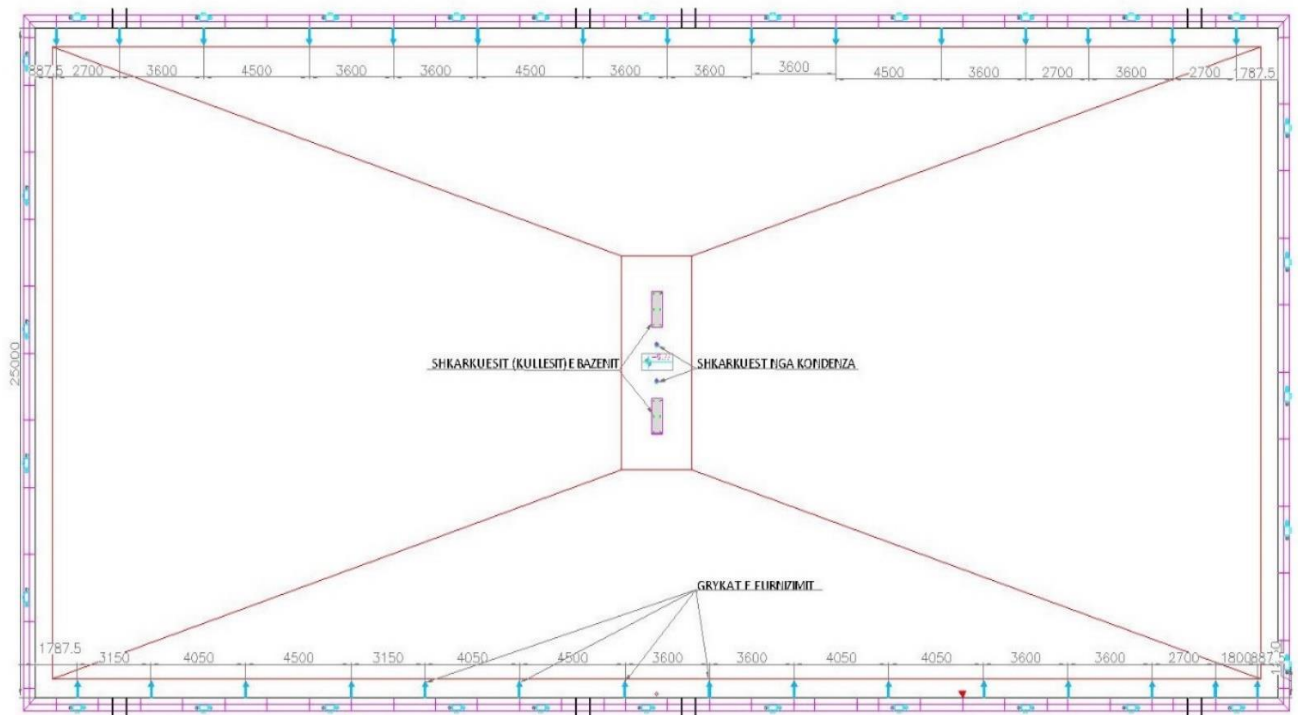 887.5 2700 3600 4500 3600 3600 4500 3600 3600 3600 4500 3600 2700 3600 2700 1787.5
25000
SHKARKUESIT (KULLESIT) E BAZENIT
SHKARKUEST NGA KONDENZA
GRYKAT E FURNIZIMIT
1787.5 3150 4050 4500 3150 4050 4500 3600 3600 4050 4050 3600 3600 2700 1800 887.5